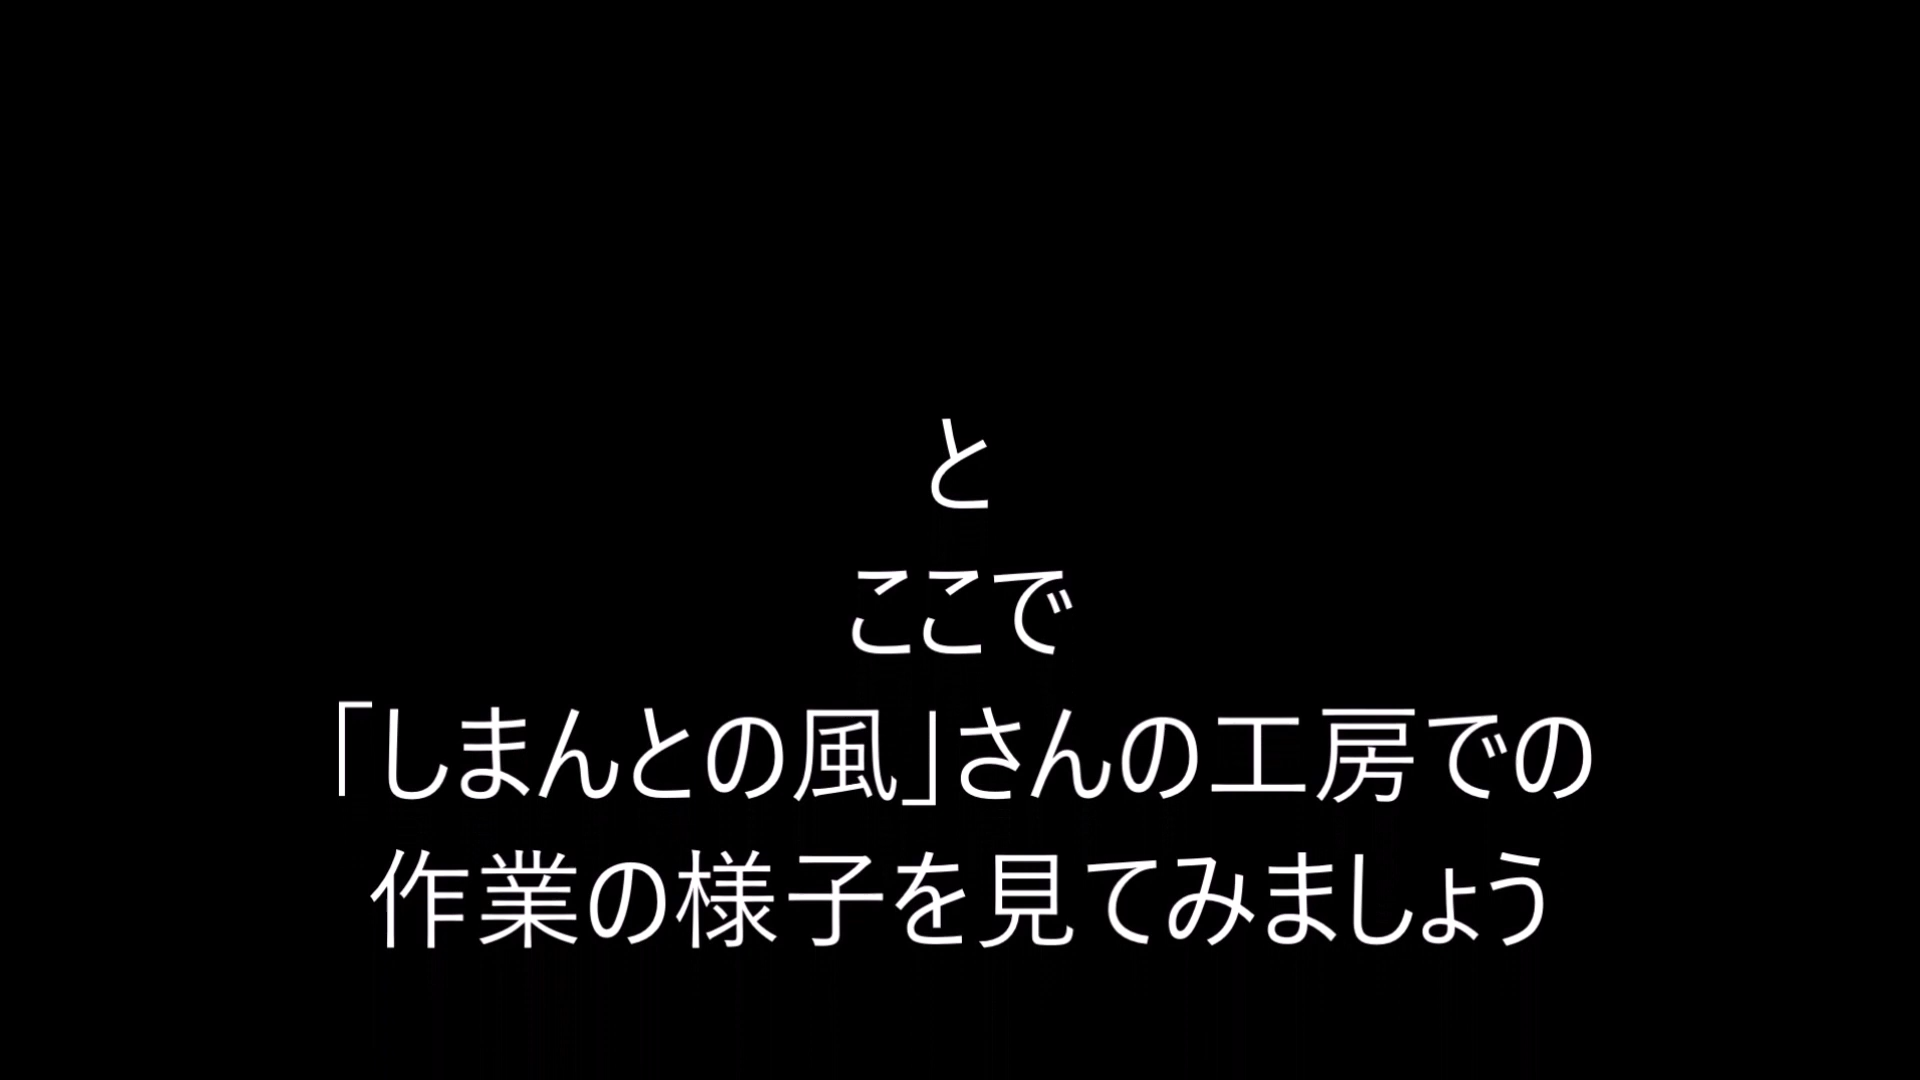 と
ここで
「しまんとの風」さんの工房での
作業の様子を見てみましょう